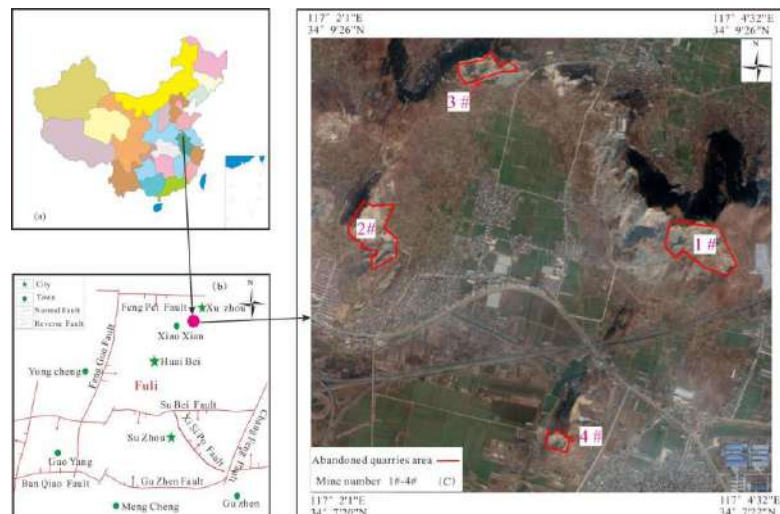 (a)
(b)
City
Town
Normal Fault
Reverse Fault
N
Feng Pei Fault
Xu zhou
Xiao Xian
Feng Guo Fault
Yong cheng
Huai Bei
Fuli
Su Bei Fault
Xi Si Po Fault
Chang Feng Fault
Su Zhou
Guo Yang
Ban Qiao Fault
Gu Zhen Fault
Meng Cheng
Gu zhen
117° 2'1"E
34° 9'26"N
117° 4'32"E
34° 9'26"N
N
3 #
2#
1 #
4 #
Abandoned quarries area
Mine number 1#-4# (C)
117° 2'1"E
34° 7'20"N
117° 4'32"E